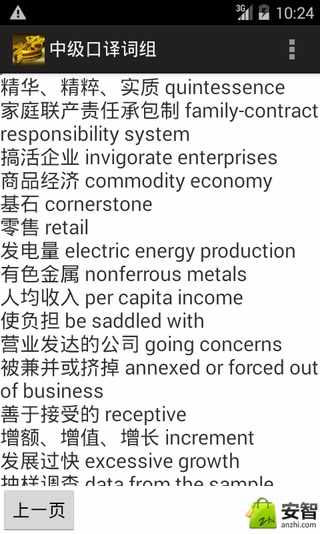 3G 10:24
中级口译词组
精华、精粹、实质 quintessence
家庭联产责任承包制 family-contract
responsibility system
搞活企业 invigorate enterprises
商品经济 commodity economy
基石 cornerstone
零售 retail
发电量 electric energy production
有色金属 nonferrous metals
人均收入 per capita income
使负担 be saddled with
营业发达的公司 going concerns
被兼并或挤掉 annexed or forced out
of business
善于接受的 receptive
增额、增值、增长 increment
发展过快 excessive growth
抽样调查 data from the sample
上一页
安智
anzhi.com